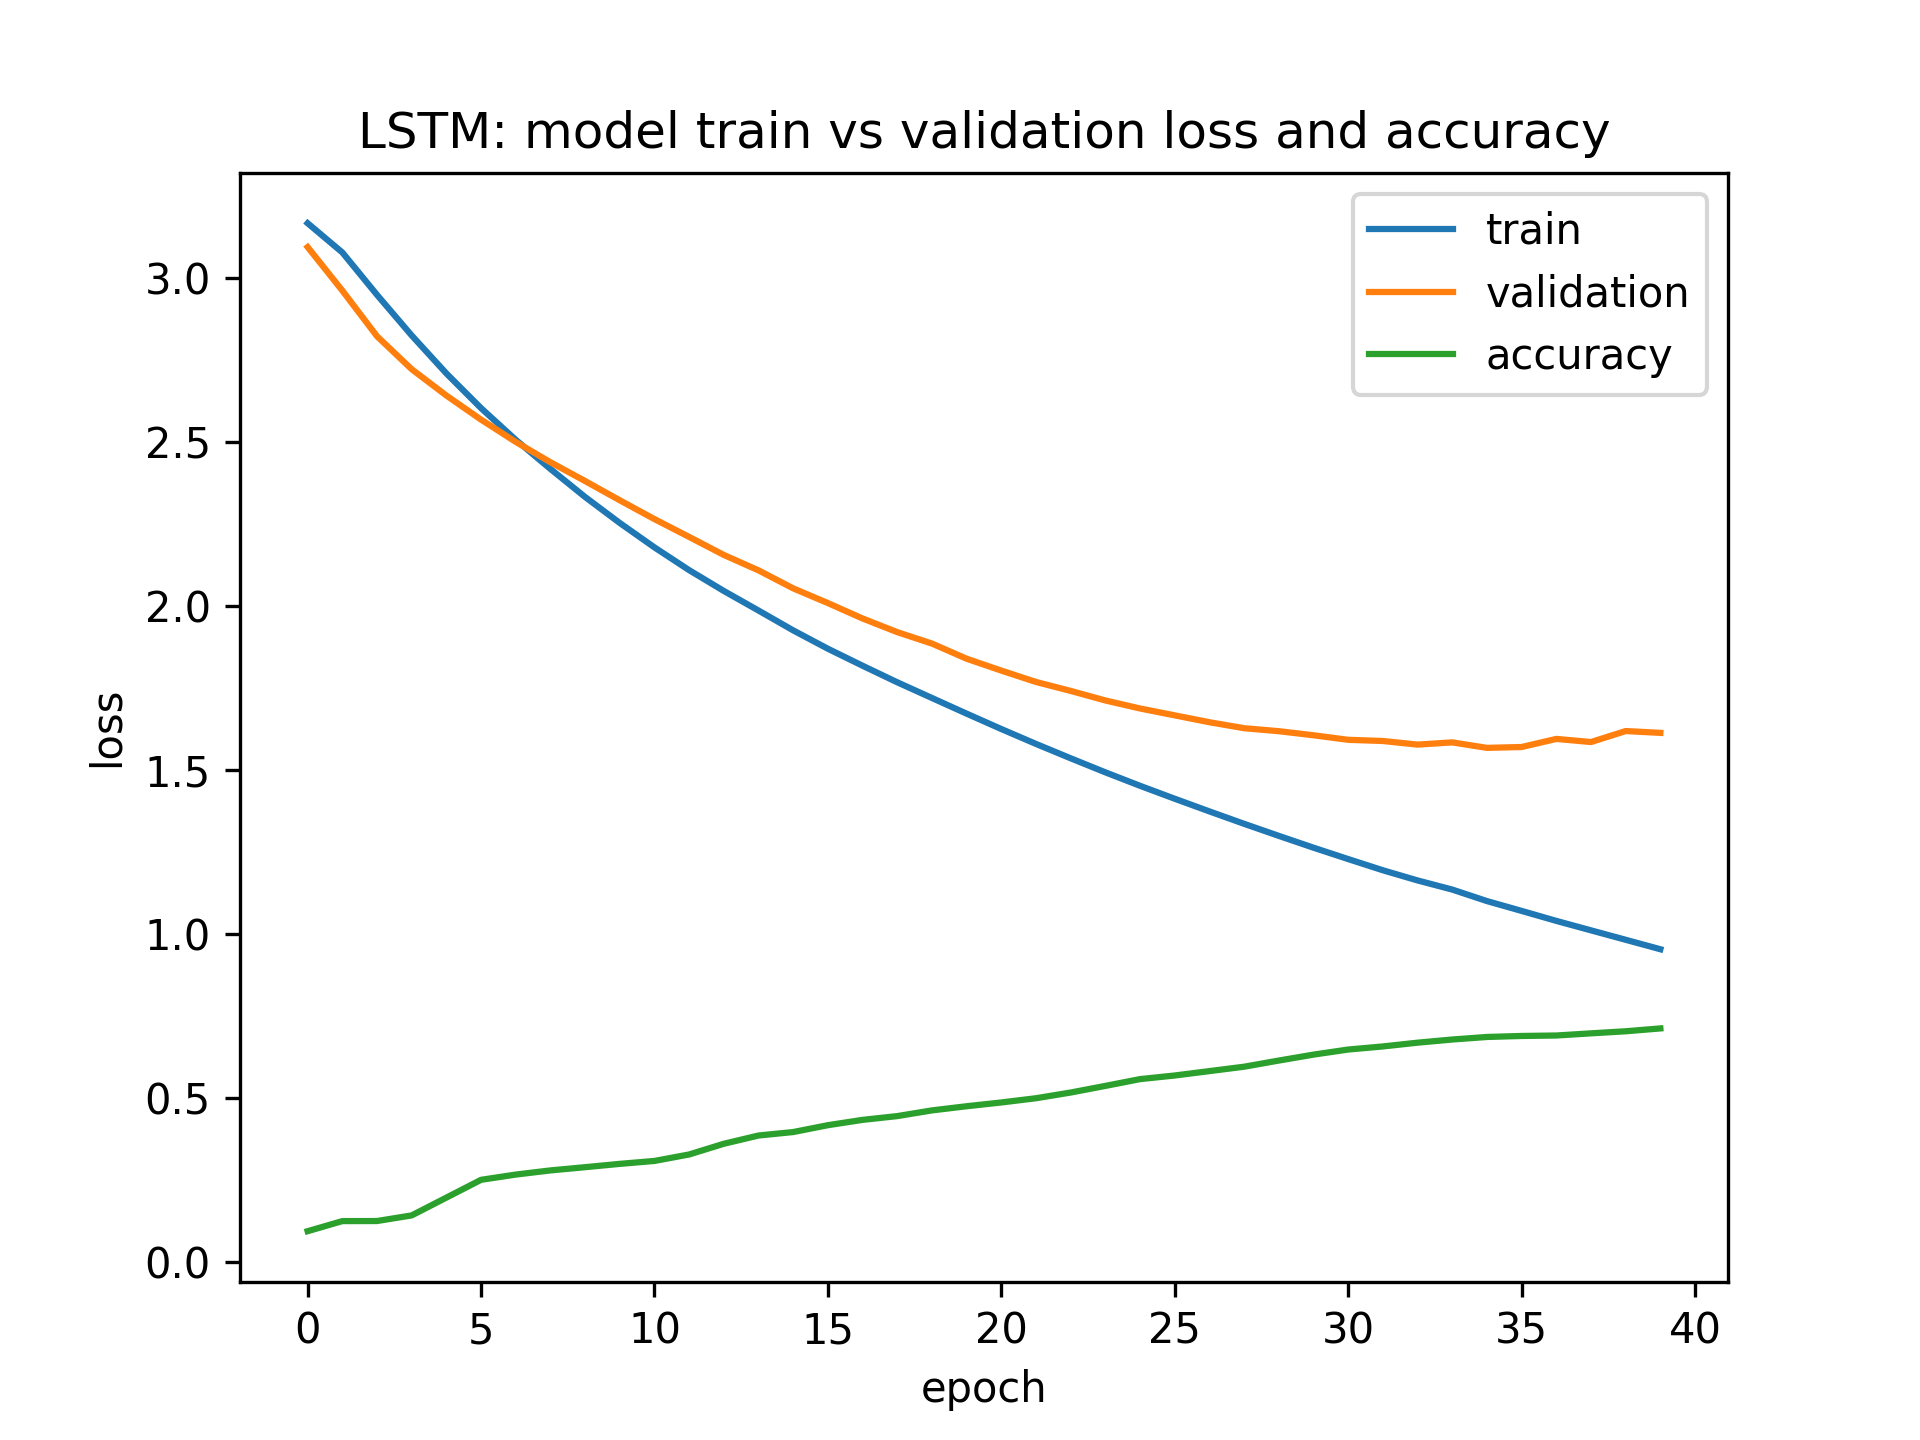 LSTM: model train vs validation loss and accuracy
train
validation
accuracy
3.0
2.5
2.0
1.5
1.0
0.5
0.0
loss
0 5 10 15 20 25 30 35 40
epoch